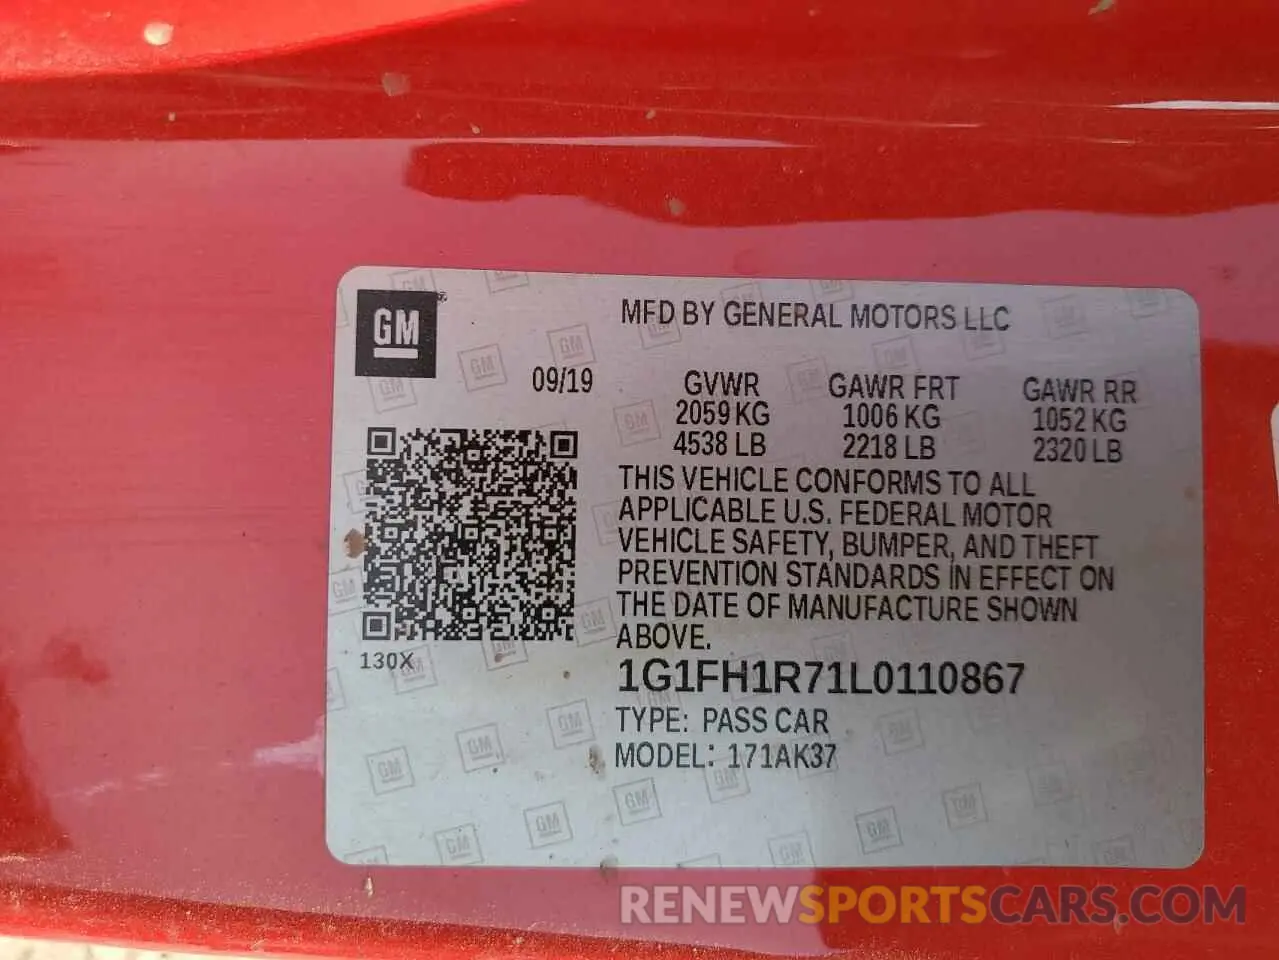 GM®
MFD BY GENERAL MOTORS LLC
09/19
GVWR GAWR FRT GAWR RR
2059 KG 1006 KG 1052 KG
4538 LB 2218 LB 2320 LB
THIS VEHICLE CONFORMS TO ALL
APPLICABLE U.S. FEDERAL MOTOR
VEHICLE SAFETY, BUMPER, AND THEFT
PREVENTION STANDARDS IN EFFECT ON
THE DATE OF MANUFACTURE SHOWN
ABOVE.
130X
1G1FH1R71L0110867
TYPE: PASS CAR
MODEL: 171AK37
RENEWSPORTSCARS.COM